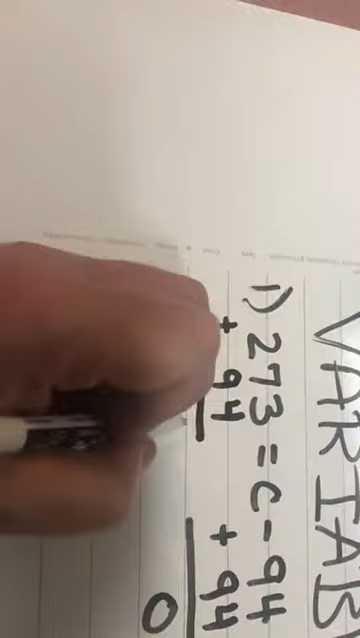 VARIAB
1) 273 = c - 94
+ 94 + 94
0